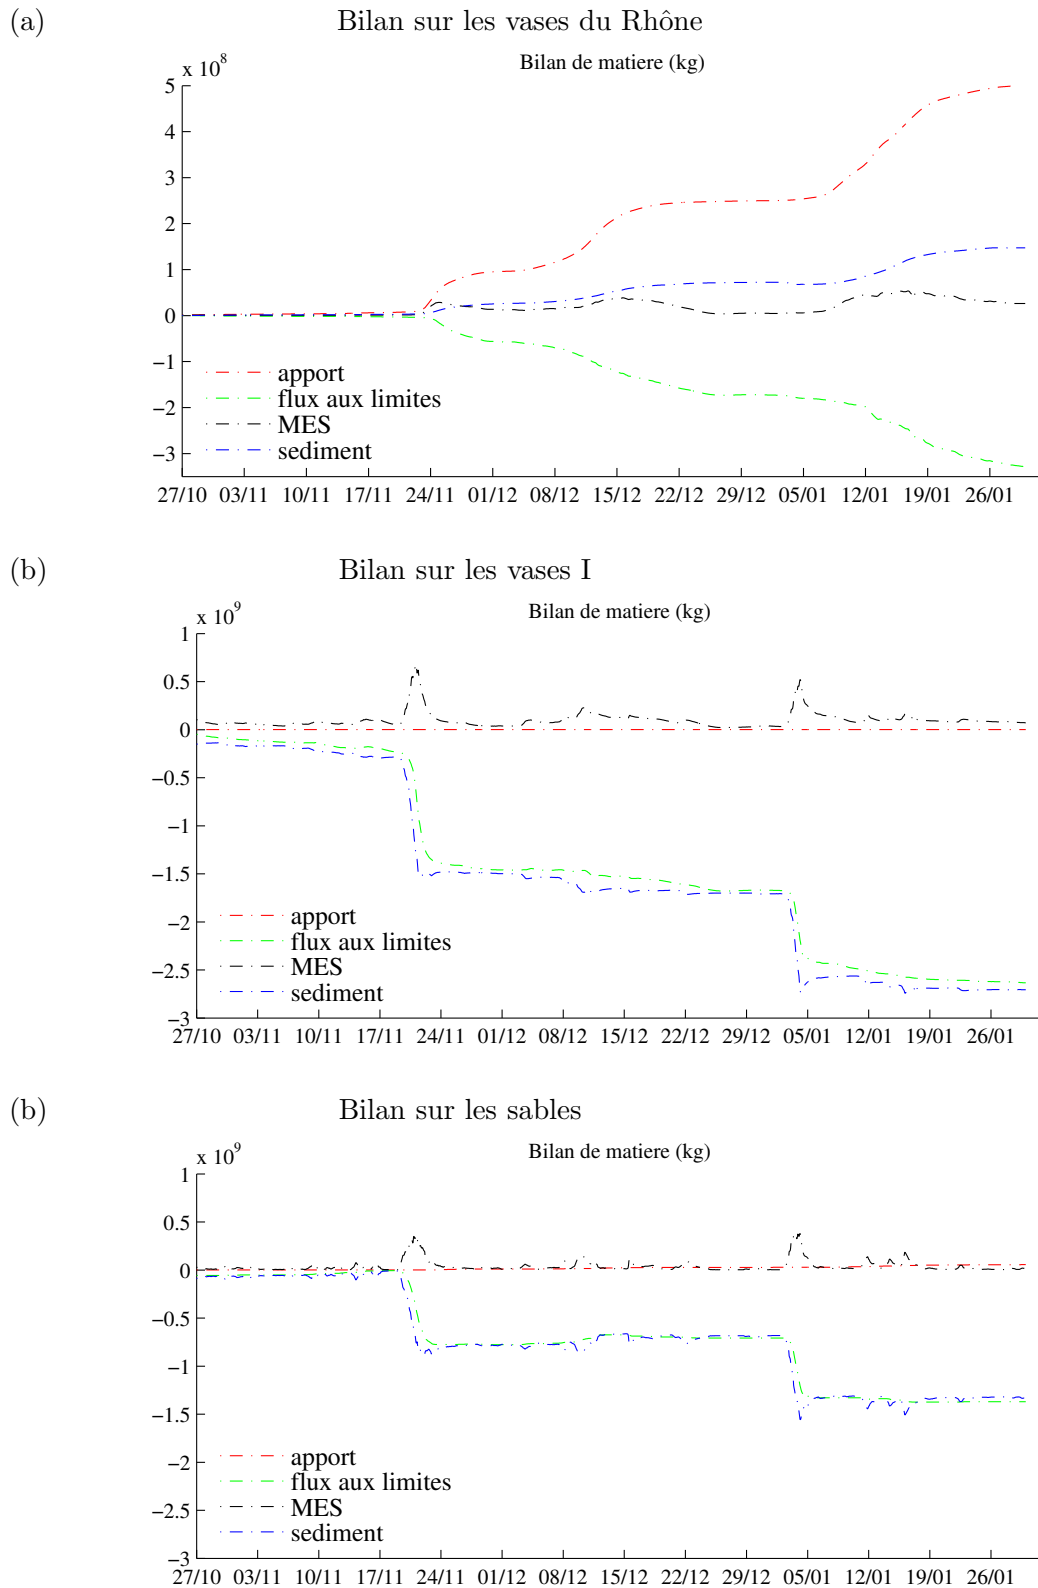 (a) Bilan sur les vases du Rhône
Bilan de matiere (kg)
x 10^8
5
4
3
2
1
0
−1
−2
−3
apport
flux aux limites
MES
sediment
27/10 03/11 10/11 17/11 24/11 01/12 08/12 15/12 22/12 29/12 05/01 12/01 19/01 26/01
(b) Bilan sur les vases I
Bilan de matiere (kg)
x 10^9
1
0.5
0
−0.5
−1
−1.5
−2
−2.5
−3
apport
flux aux limites
MES
sediment
27/10 03/11 10/11 17/11 24/11 01/12 08/12 15/12 22/12 29/12 05/01 12/01 19/01 26/01
(b) Bilan sur les sables
Bilan de matiere (kg)
x 10^9
1
0.5
0
−0.5
−1
−1.5
−2
−2.5
−3
apport
flux aux limites
MES
sediment
27/10 03/11 10/11 17/11 24/11 01/12 08/12 15/12 22/12 29/12 05/01 12/01 19/01 26/01